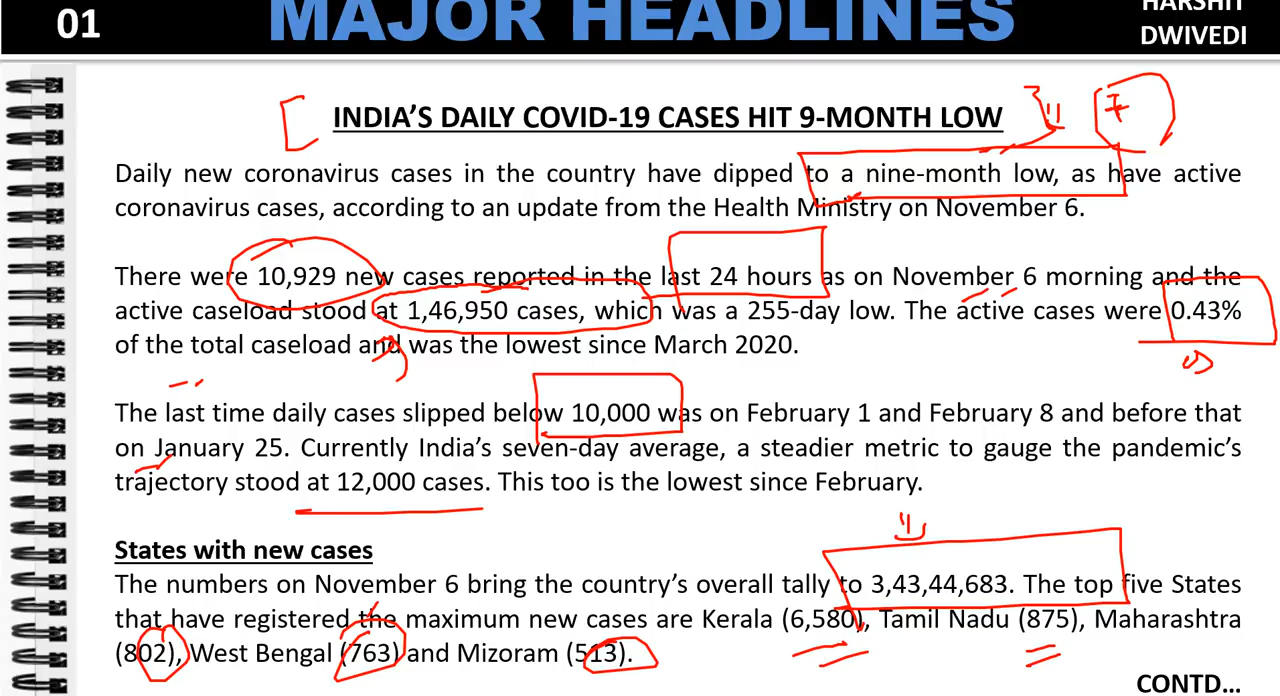 01
MAJOR HEADLINES
HARSHIT
DWIVEDI
INDIA'S DAILY COVID-19 CASES HIT 9-MONTH LOW
7
Daily new coronavirus cases in the country have dipped to a nine-month low, as have active
coronavirus cases, according to an update from the Health Ministry on November 6.
There were 10,929 new cases reported in the last 24 hours as on November 6 morning and the
active caseload stood at 1,46,950 cases, which was a 255-day low. The active cases were 0.43%
of the total caseload and was the lowest since March 2020.
The last time daily cases slipped below 10,000 was on February 1 and February 8 and before that
on January 25. Currently India's seven-day average, a steadier metric to gauge the pandemic's
trajectory stood at 12,000 cases. This too is the lowest since February.
States with new cases
The numbers on November 6 bring the country's overall tally to 3,43,44,683. The top five States
that have registered the maximum new cases are Kerala (6,580), Tamil Nadu (875), Maharashtra
(802), West Bengal (763) and Mizoram (513).
CONTD…